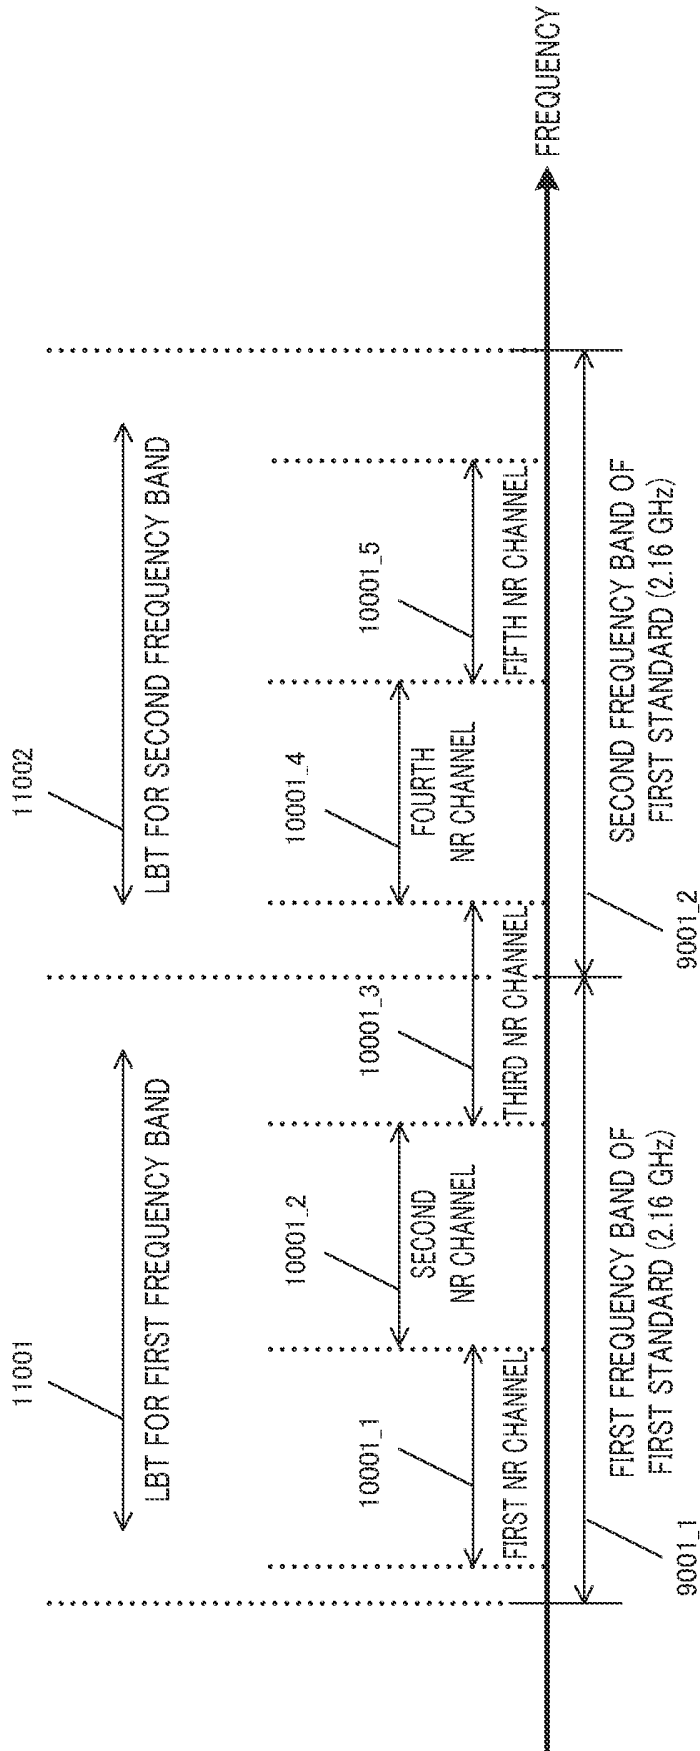 11001
LBT FOR FIRST FREQUENCY BAND
11002
LBT FOR SECOND FREQUENCY BAND
10001_1
FIRST NR CHANNEL
10001_2
SECOND
NR CHANNEL
10001_3
THIRD NR CHANNEL
10001_4
FOURTH
NR CHANNEL
10001_5
FIFTH NR CHANNEL
FREQUENCY
9001_1
FIRST FREQUENCY BAND OF
FIRST STANDARD (2.16 GHz)
9001_2
SECOND FREQUENCY BAND OF
FIRST STANDARD (2.16 GHz)